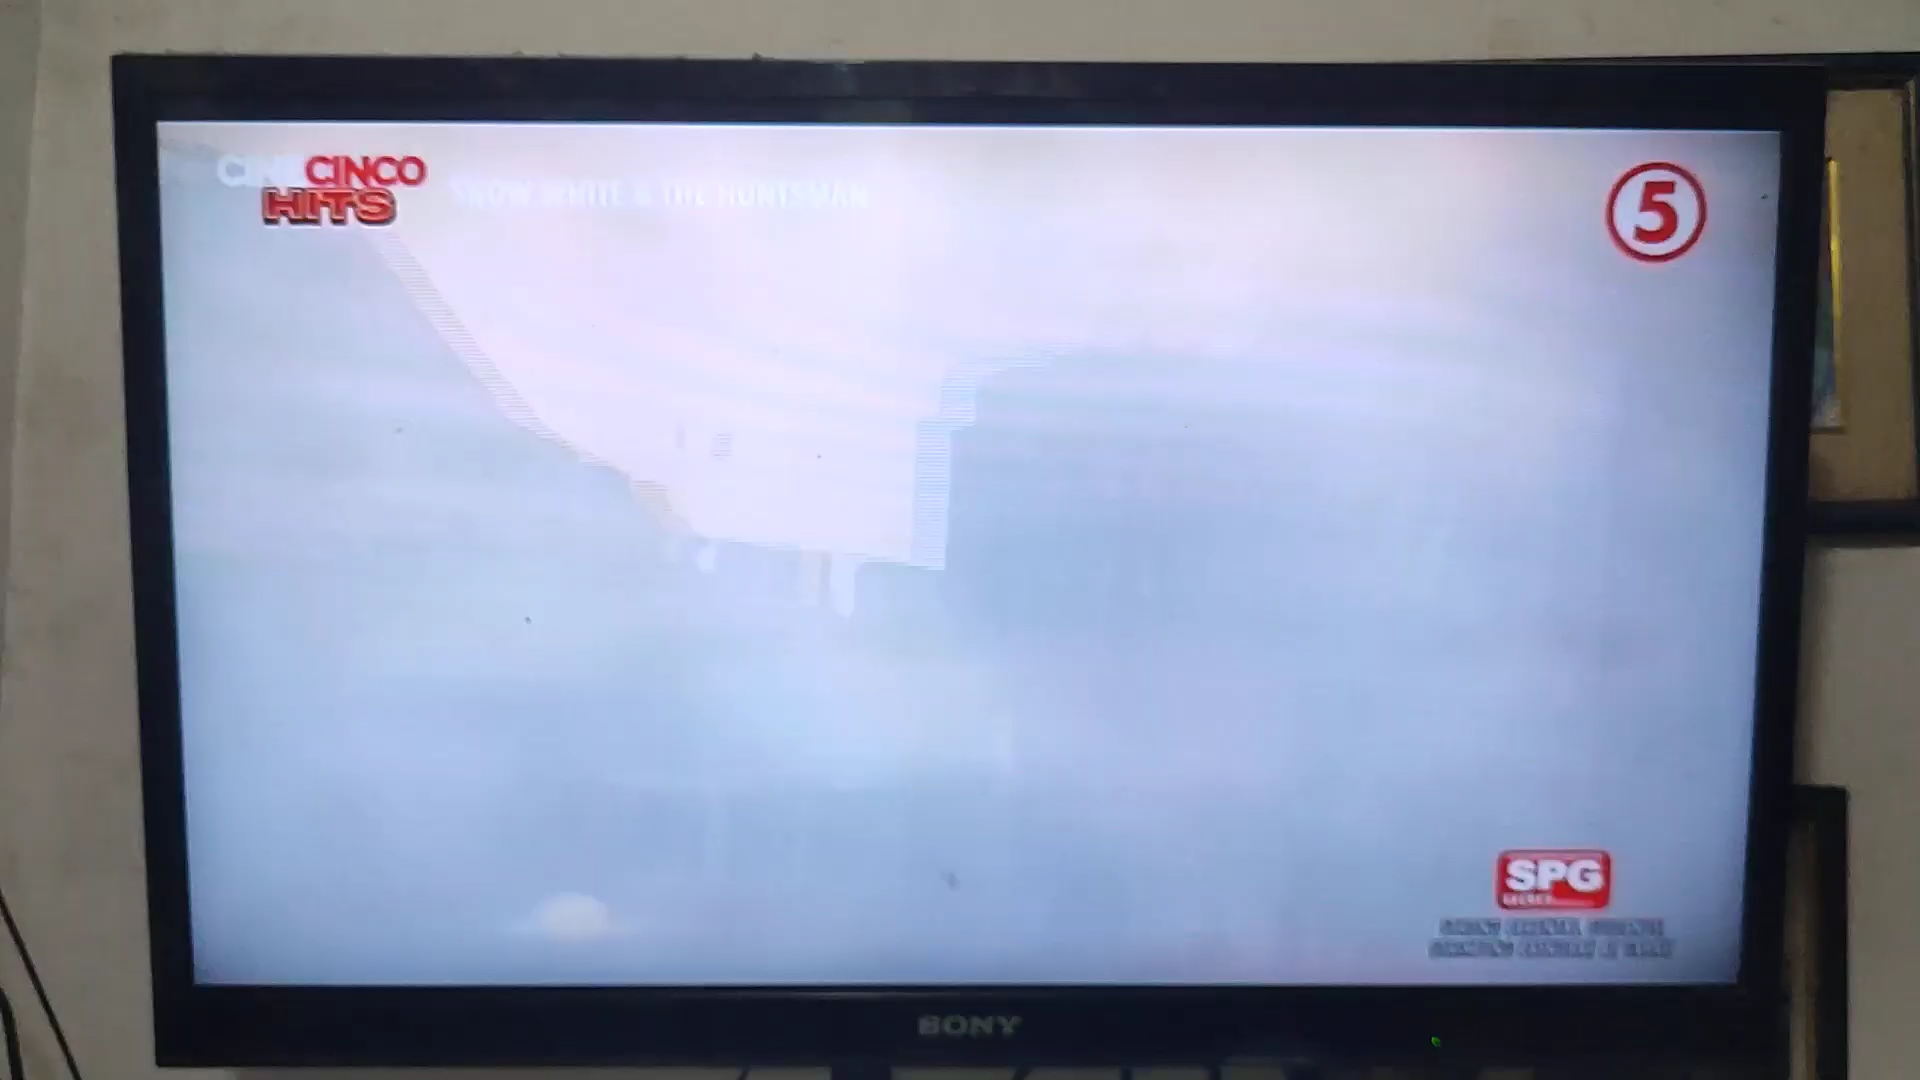 CINE CINCO
HITS
SNOW WHITE & THE HUNTSMAN
5
SPG
SONY